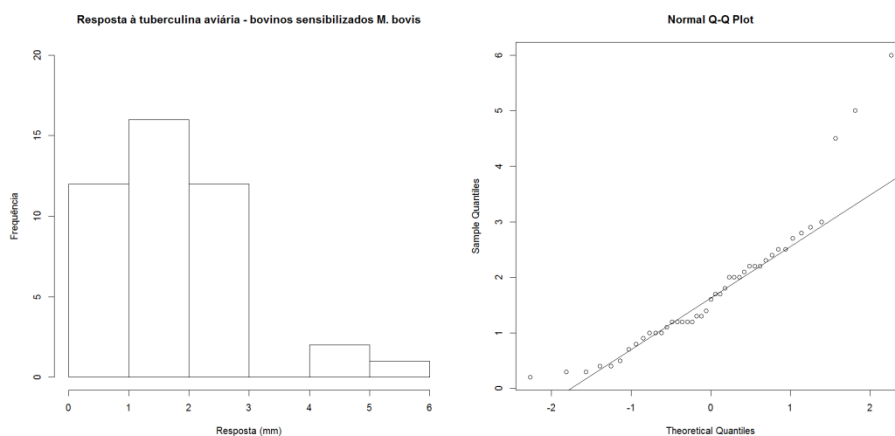 Resposta à tuberculina aviária - bovinos sensibilizados M. bovis
Frequência
20
15
10
5
0
0 1 2 3 4 5 6
Resposta (mm)
Normal Q-Q Plot
Sample Quantiles
6
5
4
3
2
1
0
-2 -1 0 1 2
Theoretical Quantiles